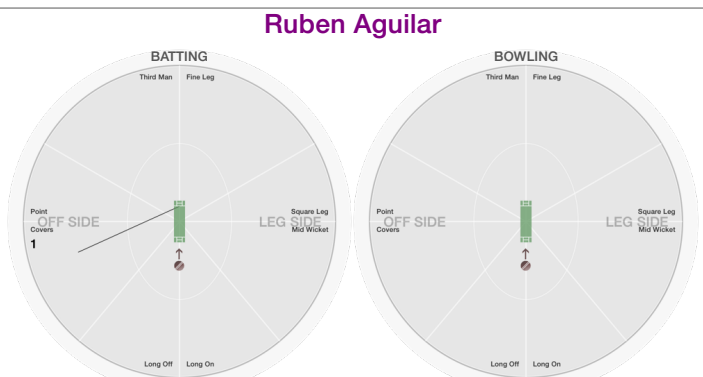 Ruben Aguilar
BATTING
Third Man Fine Leg
Point
OFF SIDE
Covers
1
Square Leg
LEG SIDE
Mid Wicket
Long Off Long On
BOWLING
Third Man Fine Leg
Point
OFF SIDE
Covers
Square Leg
LEG SIDE
Mid Wicket
Long Off Long On